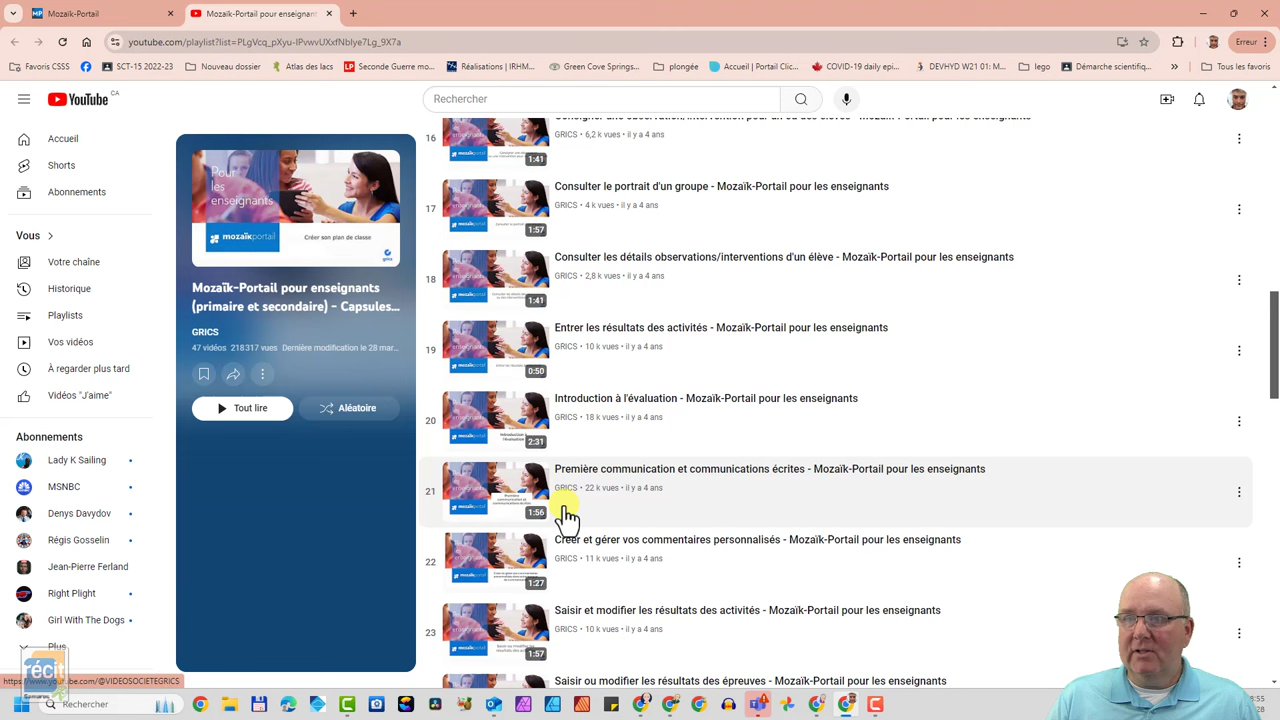 Mozaïk-Portail
Mozaïk-Portail pour enseignant
youtube.com/playlist?list=PLgVcq_pXyu-IPvwvUXxfNbIye7Lg_9X7a
Erreur
Favoris CSSS
SCT-15 2022-23
Nouveau dossier
Atlas des lacs
Seconde Guerre mo...
Réalisations | IRHM...
Green Cove Springs...
plongée
Accueil | Portail Clic...
COVID-19 daily epi...
DEVHYD W21 01: M...
lego
Démarche scientifiq...
Tous les favoris
YouTube CA
Rechercher
Accueil
Shorts
Abonnements
Vous
Votre chaîne
Historique
Playlists
Vos vidéos
À regarder plus tard
Vidéos "J'aime"
Abonnements
Lady K Sailing
MSNBC
Denis Davydov
Régis Gosselin
Jean-Pierre Ferland
Right Plight
Girl With The Dogs
Plus
Pour
les
enseignants
mozaïkportail
Créer son plan de classe
grics
Mozaïk-Portail pour enseignants
(primaire et secondaire) – Capsules...
GRICS
47 vidéos 218 317 vues Dernière modification le 28 mar...
Tout lire
Aléatoire
16
1:41
GRICS • 6,2 k vues • il y a 4 ans
17
1:57
Consulter le portrait d'un groupe - Mozaïk-Portail pour les enseignants
GRICS • 4 k vues • il y a 4 ans
18
1:41
Consulter les détails observations/interventions d'un élève - Mozaïk-Portail pour les enseignants
GRICS • 2,8 k vues • il y a 4 ans
19
0:50
Entrer les résultats des activités - Mozaïk-Portail pour les enseignants
GRICS • 10 k vues • il y a 4 ans
20
2:31
Introduction à l'évaluation - Mozaïk-Portail pour les enseignants
GRICS • 18 k vues • il y a 4 ans
21
1:56
Première communication et communications écrites - Mozaïk-Portail pour les enseignants
GRICS • 22 k vues • il y a 4 ans
22
1:27
Créer et gérer vos commentaires personnalisés - Mozaïk-Portail pour les enseignants
GRICS • 11 k vues • il y a 4 ans
23
1:57
Saisir et modifier les résultats des activités - Mozaïk-Portail pour les enseignants
GRICS • 10 k vues • il y a 4 ans
Saisir ou modifier les résultats des épreuves - Mozaïk-Portail pour les enseignants
https://www.youtube.com/@VIDEOSOCIETEGRICS
réci
Rechercher